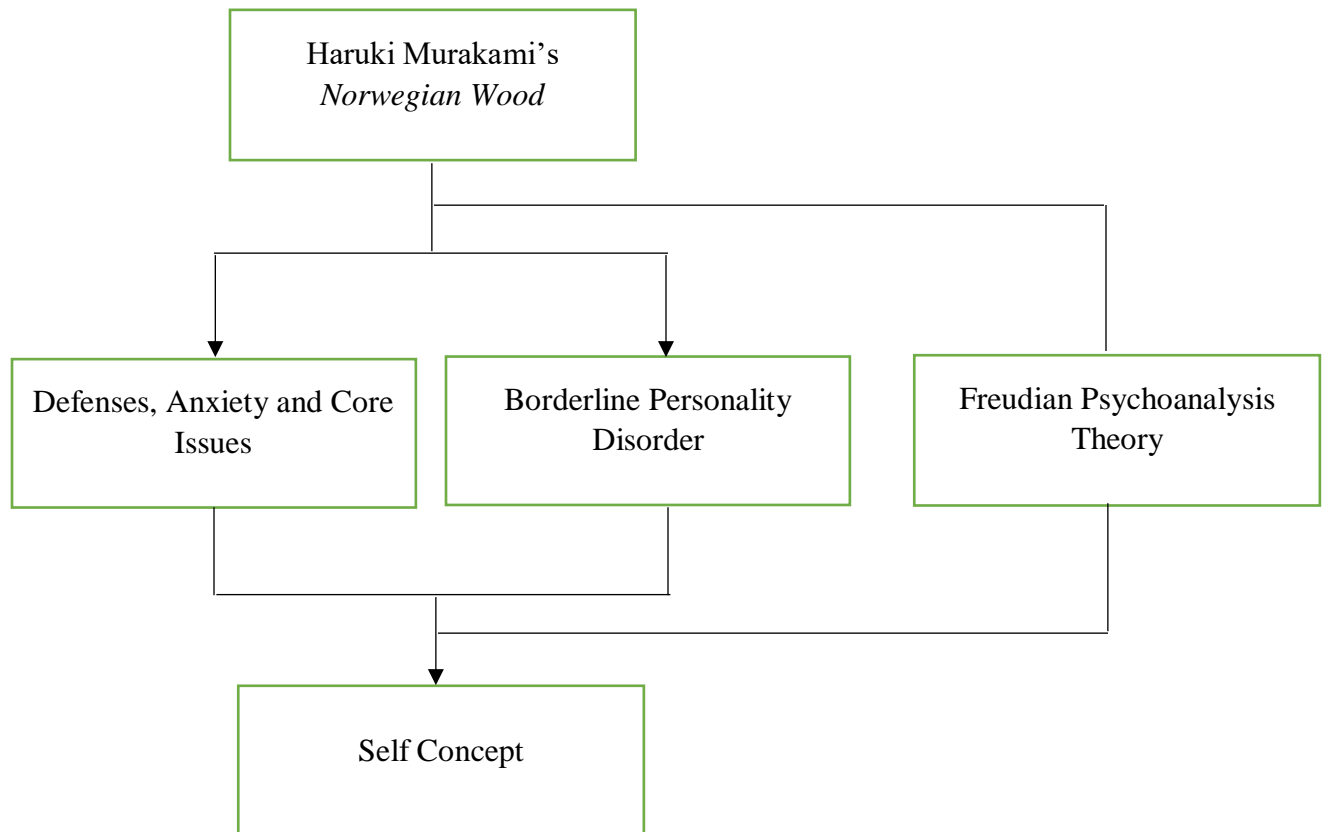 Haruki Murakami’s
Norwegian Wood
Defenses, Anxiety and Core
Issues
Borderline Personality
Disorder
Freudian Psychoanalysis
Theory
Self Concept